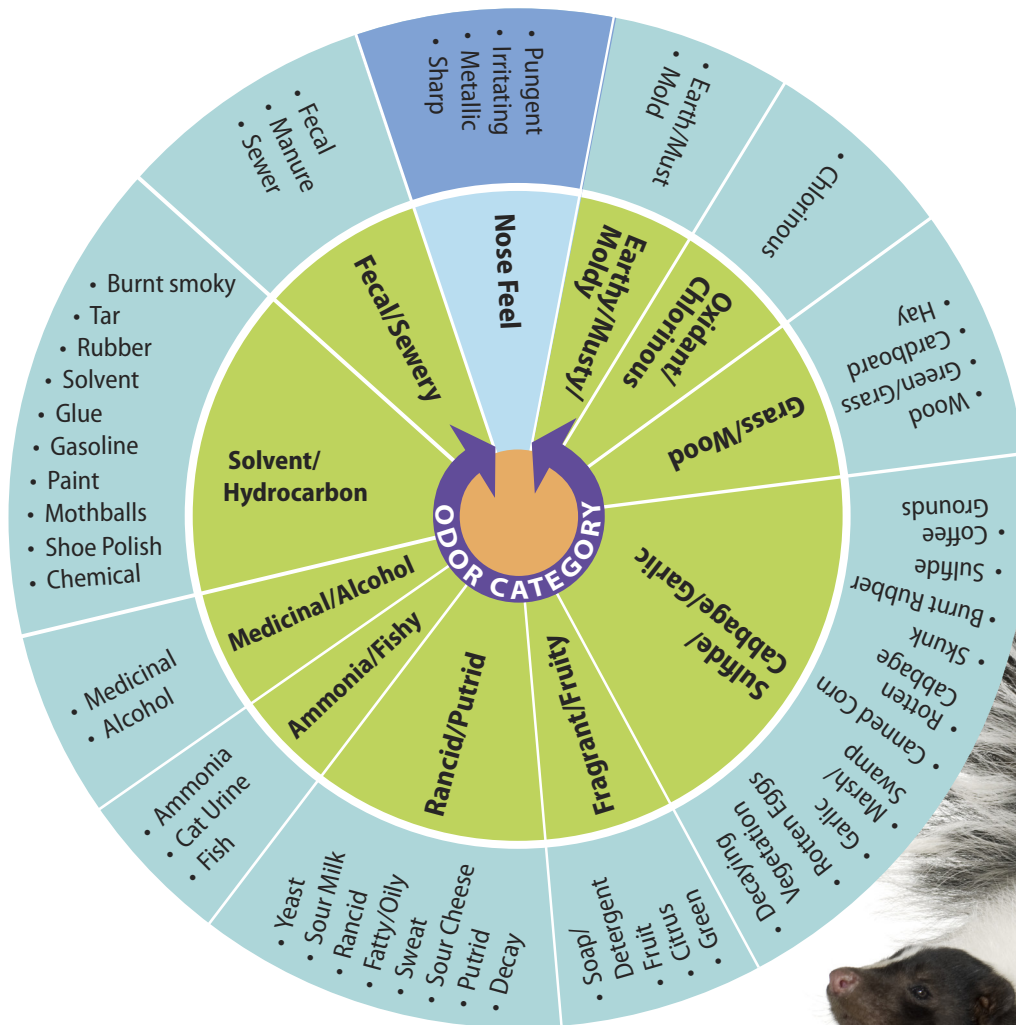 ODOR CATEGORY
Nose Feel
• Pungent
• Irritating
• Metallic
• Sharp
Earthy/Musty/
Moldy
• Earth/Must
• Mold
Oxidant/
Chlorinous
• Chlorinous
Grass/Wood
• Hay
• Cardboard
• Green/Grass
• Wood
Sulfide/
Cabbage/Garlic
• Coffee
Grounds
• Sulfide
• Burnt Rubber
• Skunk
• Rotten
Cabbage
• Canned Corn
• Marsh/
Swamp
• Garlic
• Rotten Eggs
• Decaying
Vegetation
Fragrant/Fruity
• Soap/
Detergent
• Fruit
• Citrus
• Green
Rancid/Putrid
• Yeast
• Sour Milk
• Rancid
• Fatty/Oily
• Sweat
• Sour Cheese
• Putrid
• Decay
Ammonia/Fishy
• Ammonia
• Cat Urine
• Fish
Medicinal/Alcohol
• Medicinal
• Alcohol
Solvent/
Hydrocarbon
• Burnt smoky
• Tar
• Rubber
• Solvent
• Glue
• Gasoline
• Paint
• Mothballs
• Shoe Polish
• Chemical
Fecal/Sewery
• Fecal
• Manure
• Sewer